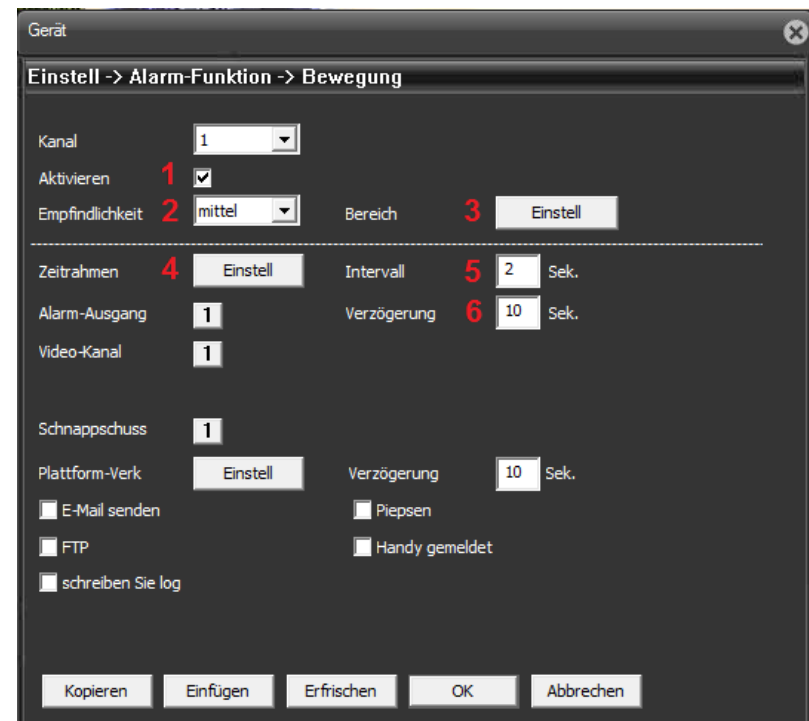 Gerät
Einstell -> Alarm-Funktion -> Bewegung
Kanal 1
Aktivieren 1
Empfindlichkeit 2 mittel Bereich 3 Einstell
Zeitrahmen 4 Einstell Intervall 5 2 Sek.
Alarm-Ausgang 1 Verzögerung 6 10 Sek.
Video-Kanal 1
Schnappschuss 1
Plattform-Verk Einstell Verzögerung 10 Sek.
E-Mail senden Piepsen
FTP Handy gemeldet
schreiben Sie log
Kopieren Einfügen Erfrischen OK Abbrechen